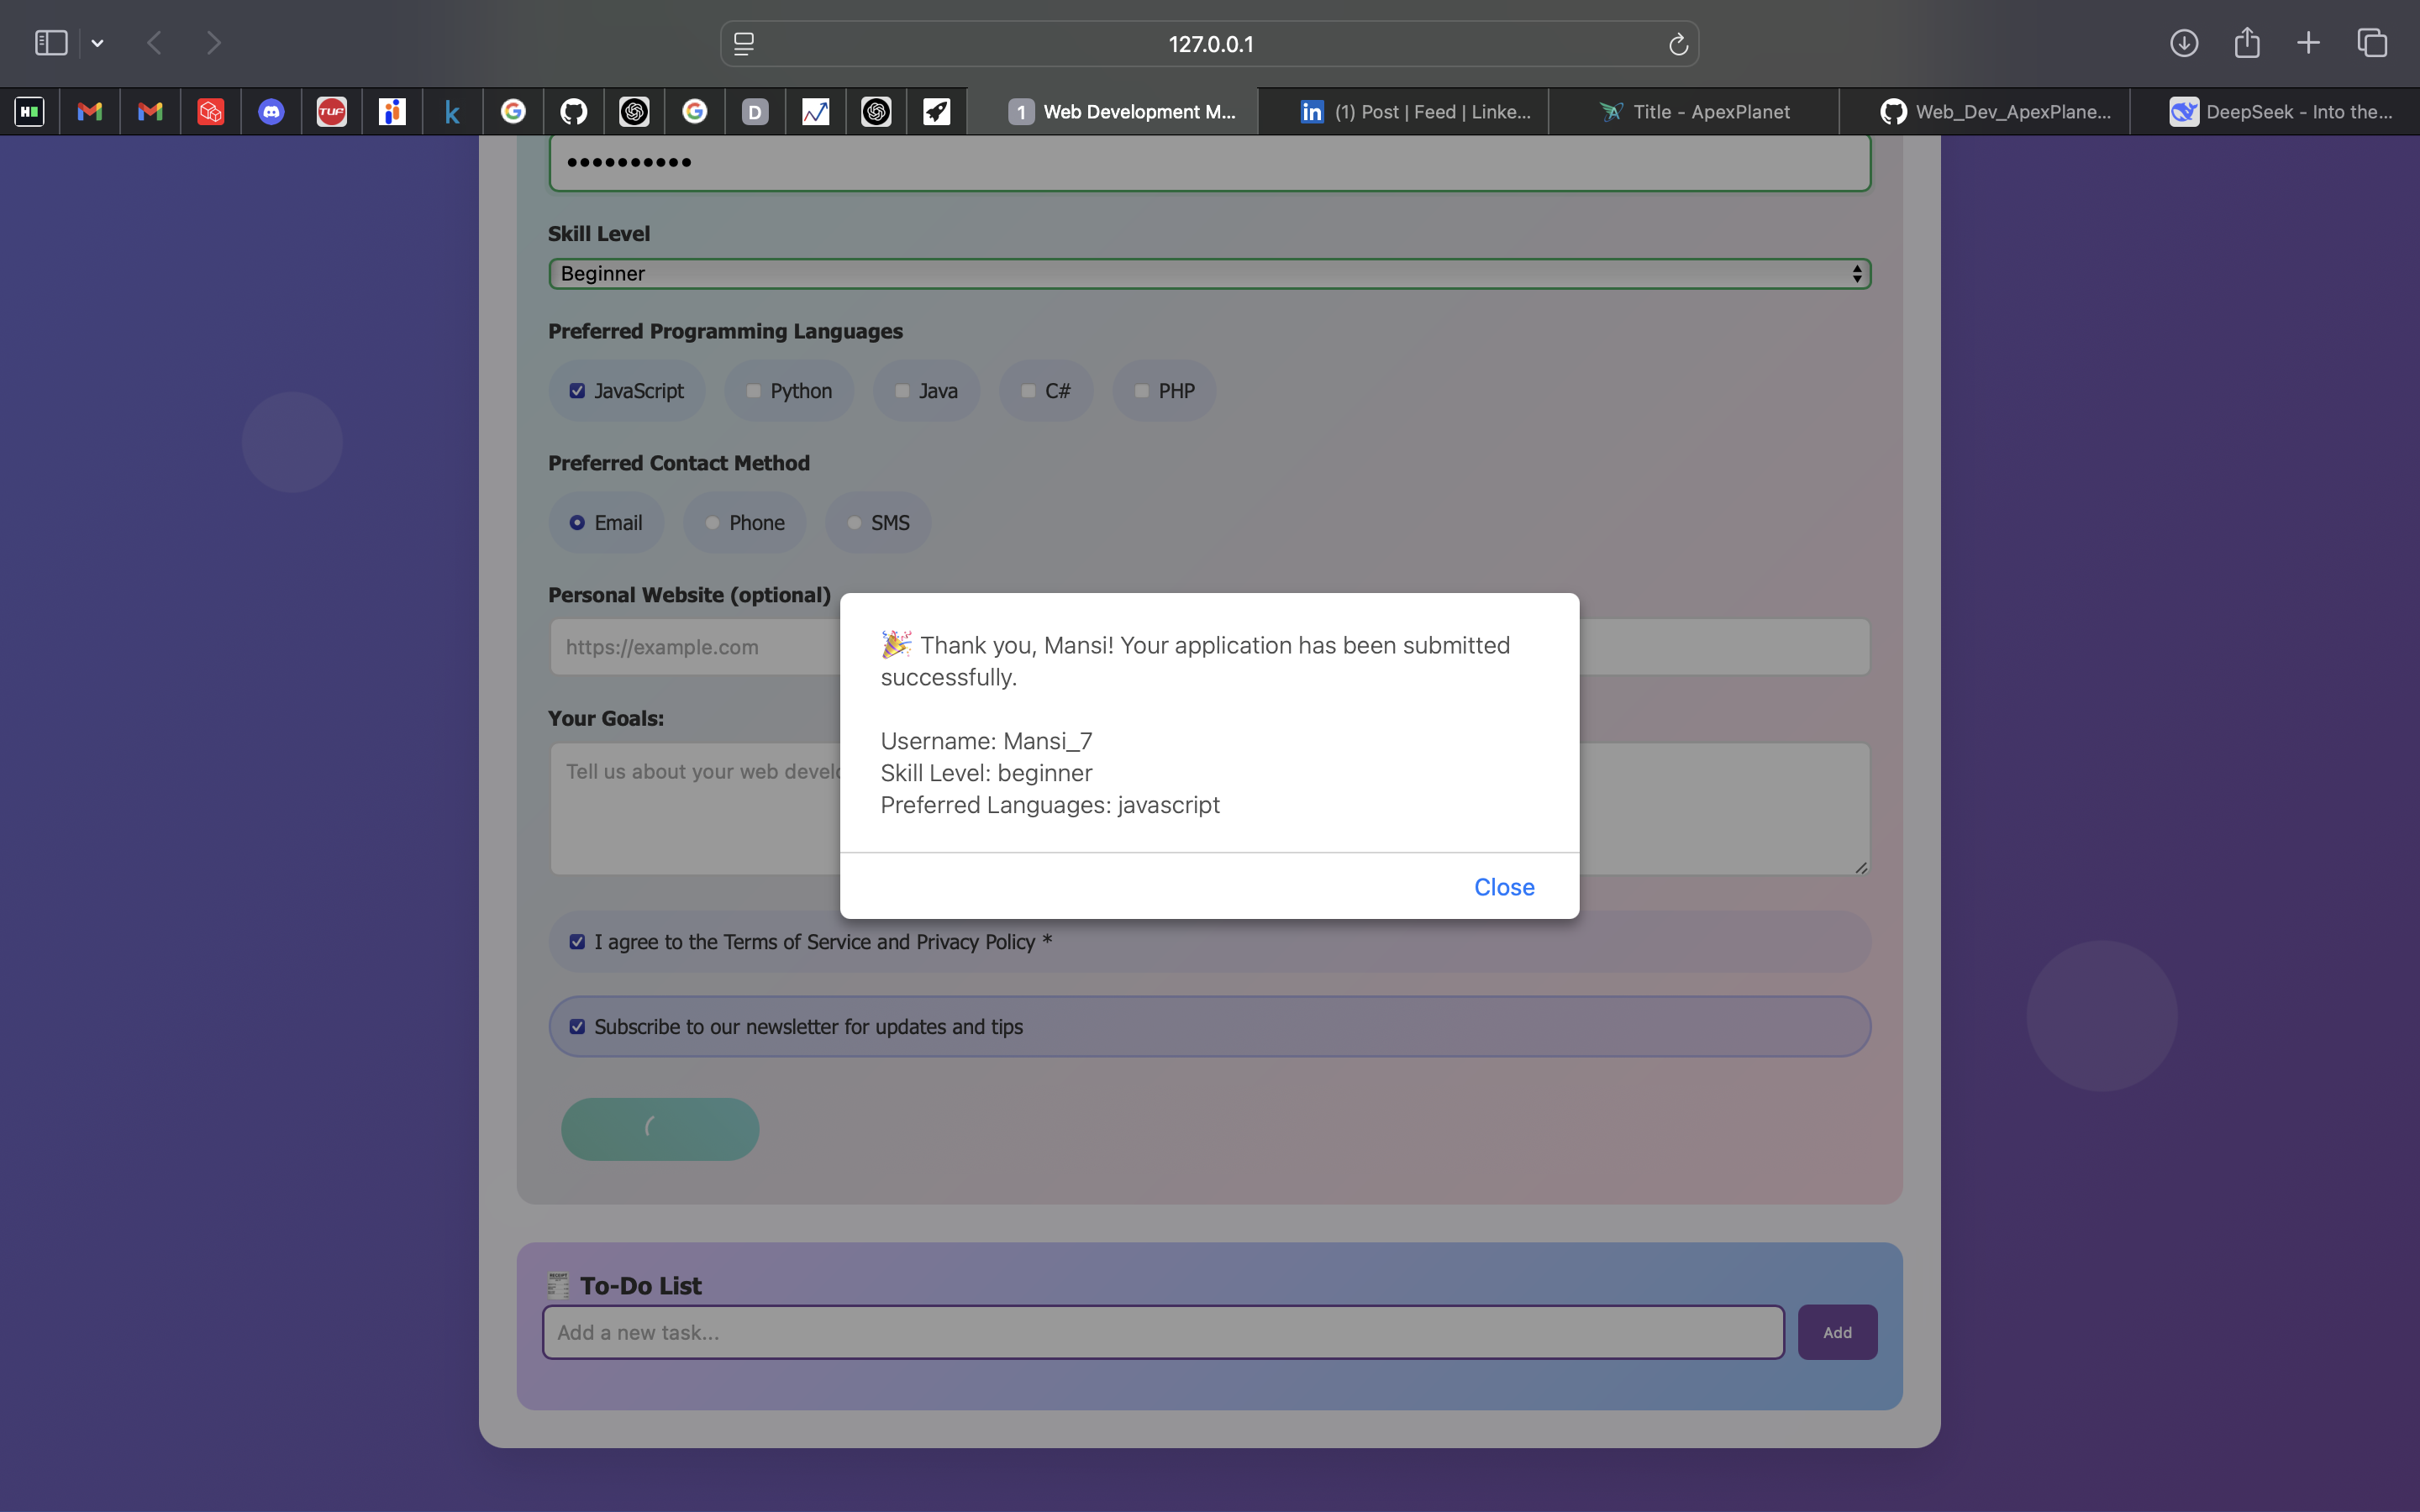 127.0.0.1
TUF
k
D
1 Web Development M...
in (1) Post | Feed | Linke...
Title - ApexPlanet
Web_Dev_ApexPlane...
DeepSeek - Into the...
••••••••••
Skill Level
Beginner
Preferred Programming Languages
JavaScript Python Java C# PHP
Preferred Contact Method
Email Phone SMS
Personal Website (optional)
https://example.com
🎉 Thank you, Mansi! Your application has been submitted
successfully.
Username: Mansi_7
Skill Level: beginner
Preferred Languages: javascript
Close
Your Goals:
Tell us about your web develo
I agree to the Terms of Service and Privacy Policy *
Subscribe to our newsletter for updates and tips
To-Do List
Add a new task...
Add